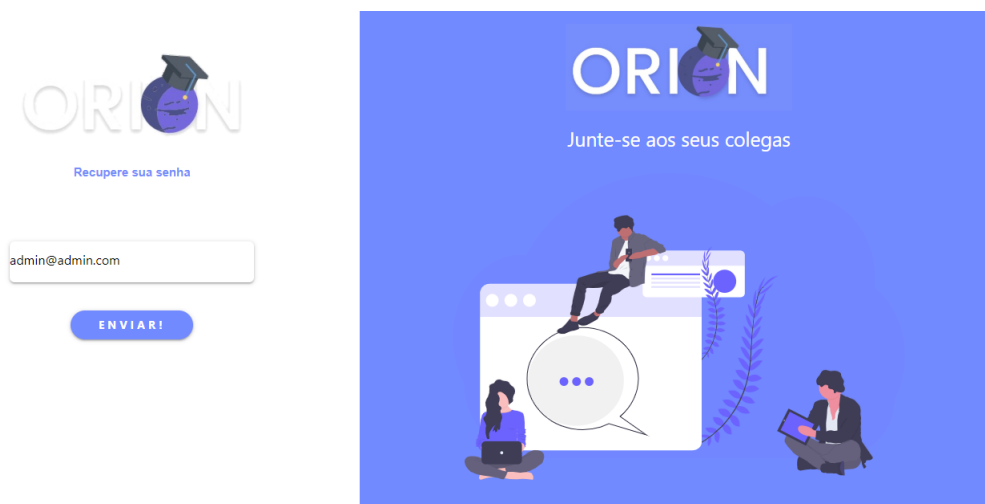 ORION
Recupere sua senha
admin@admin.com
ENVIAR!
ORION
Junte-se aos seus colegas